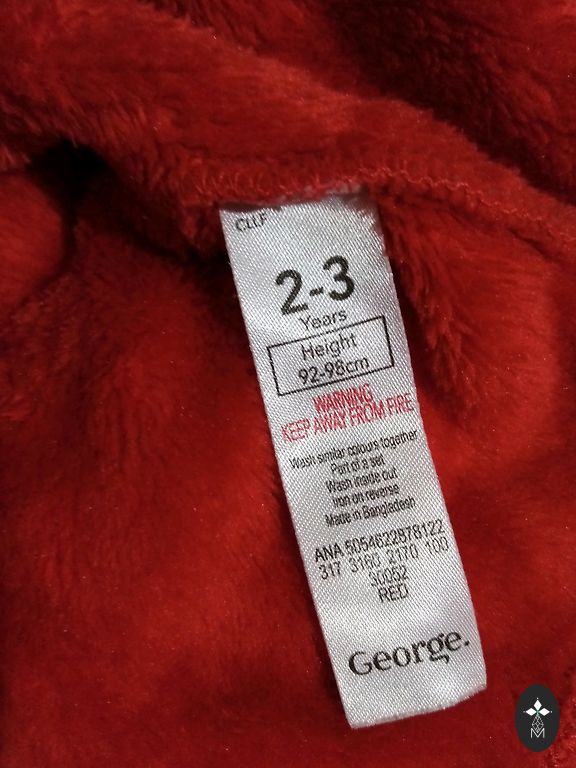 CLLF
2-3
Years
Height
92-98cm
WARNING
KEEP AWAY FROM FIRE
Wash similar colours together
Part of a set
Wash inside out
Iron on reverse
Made in Bangladesh
ANA 5054622878122
317 3160 3170 100
30052
RED
George.